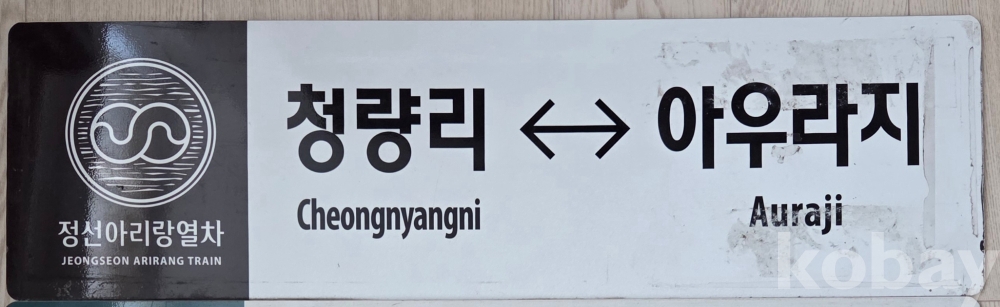 정선아리랑열차
JEONGSEON ARIRANG TRAIN
청량리 ↔ 아우라지
Cheongnyangni Auraji
kobay